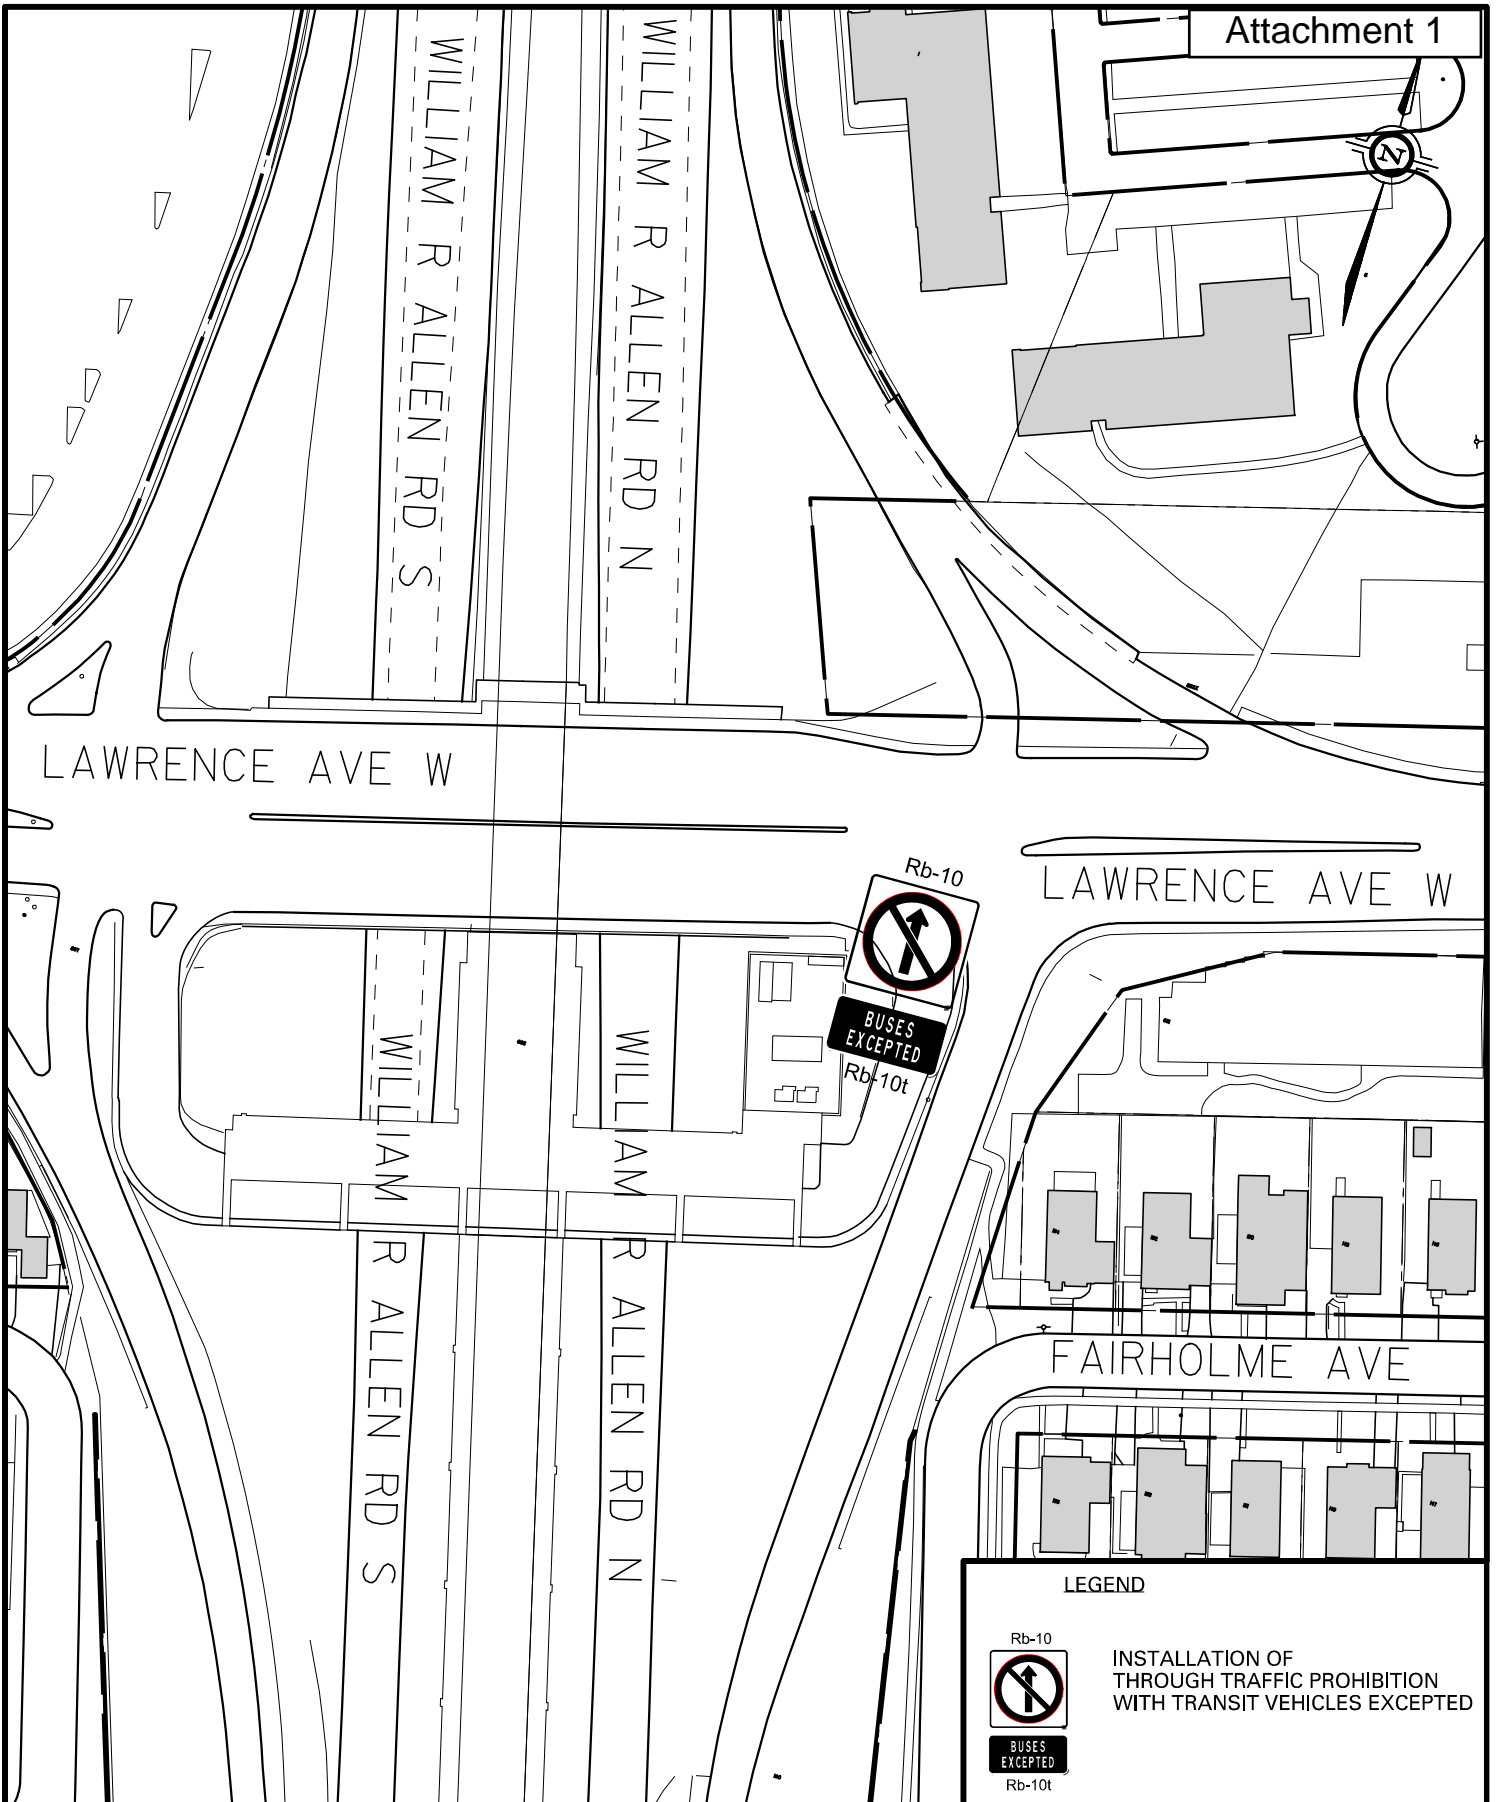 Attachment 1
WILLIAM R ALLEN RD S
WILLIAM R ALLEN RD N
N
LAWRENCE AVE W
Rb-10
LAWRENCE AVE W
BUSES
EXCEPTED
Rb-10t
WILLIAM R ALLEN RD S
WILLIAM R ALLEN RD N
FAIRHOLME AVE
LEGEND
Rb-10
INSTALLATION OF
THROUGH TRAFFIC PROHIBITION
WITH TRANSIT VEHICLES EXCEPTED
BUSES
EXCEPTED
Rb-10t